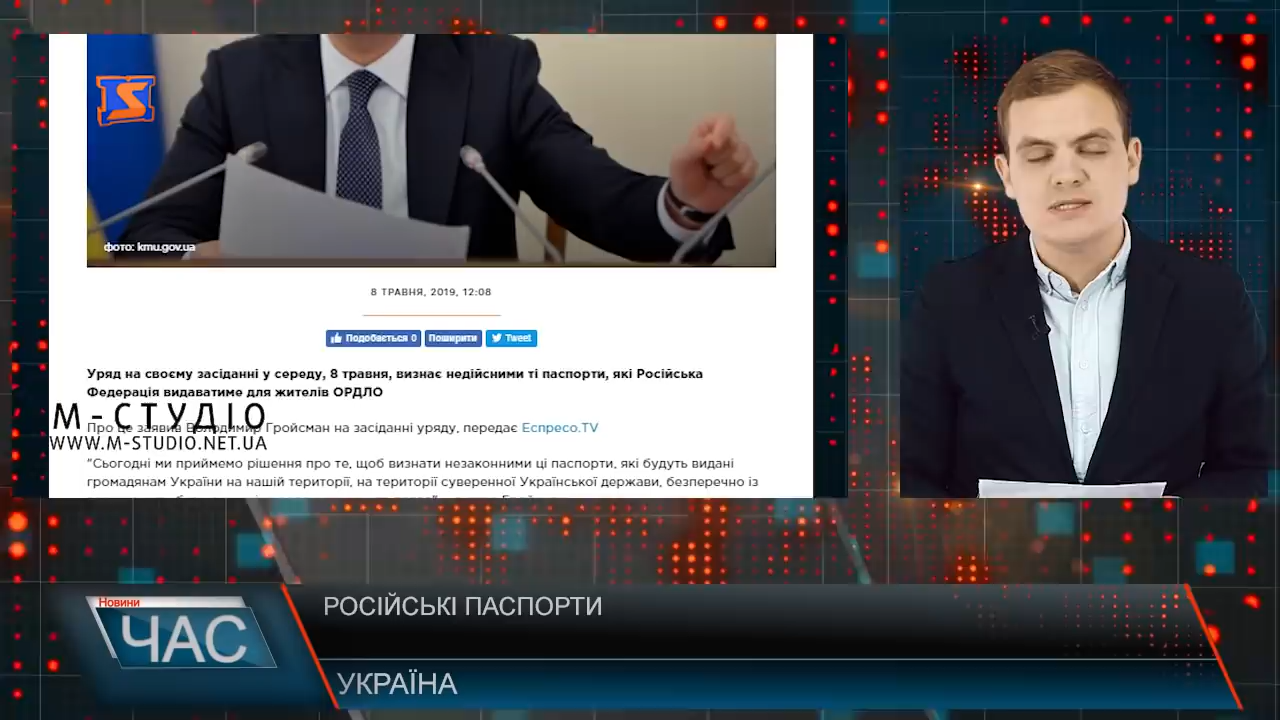 фото: kmu.gov.ua
8 ТРАВНЯ, 2019, 12:08
Подобається 0
Поширити
Tweet
Уряд на своєму засіданні у середу, 8 травня, визнає недійсними ті паспорти, які Російська
Федерація видаватиме для жителів ОРДЛО
М-СТУДІО
Про це заявив Володимир Гройсман на засіданні уряду, передає Еспресо.TV
WWW.M-STUDIO.NET.UA
"Сьогодні ми приймемо рішення про те, щоб визнати незаконними ці паспорти, які будуть видані
громадянам України на нашій території, на території суверенної Української держави, безперечно із
Новини
ЧАС
РОСІЙСЬКІ ПАСПОРТИ
УКРАЇНА